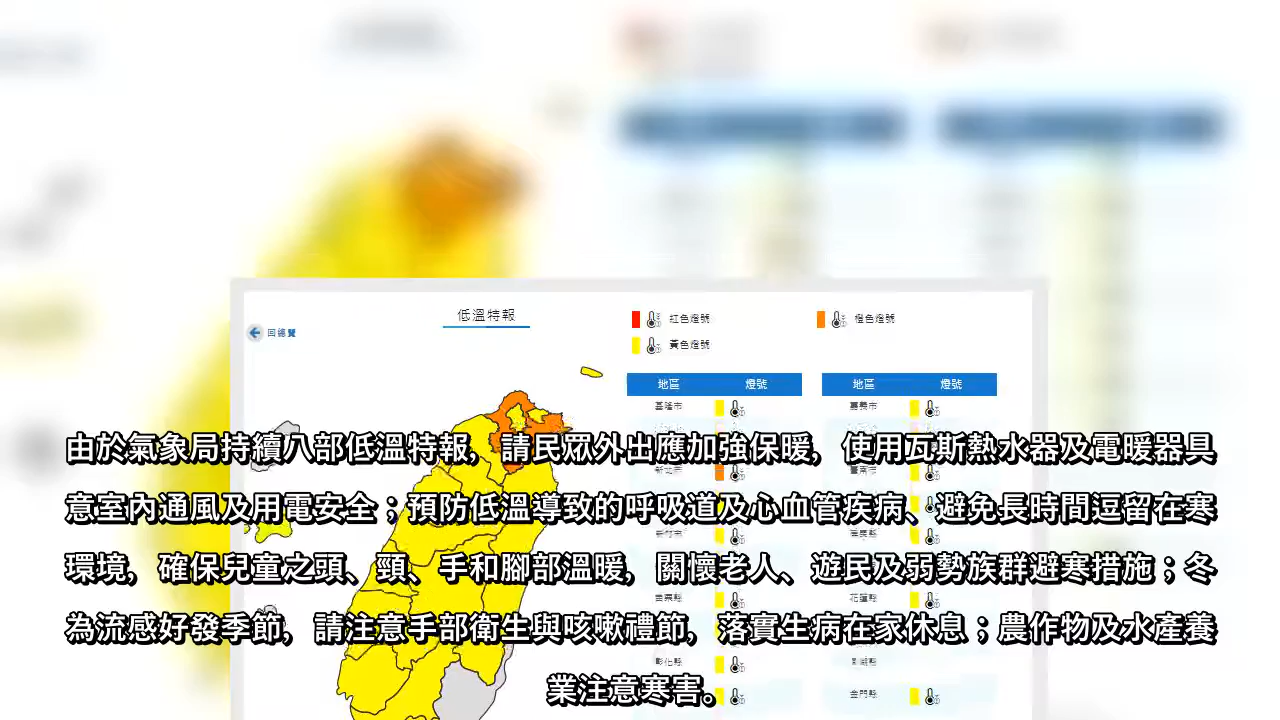 低溫特報
回總覽
紅色燈號
橙色燈號
黃色燈號
地區 燈號
地區 燈號
基隆市
嘉義市
由於氣象局持續八部低溫特報，請民眾外出應加強保暖，使用瓦斯熱水器及電暖器具
意室內通風及用電安全；預防低溫導致的呼吸道及心血管疾病、避免長時間逗留在寒
環境，確保兒童之頭、頸、手和腳部溫暖，關懷老人、遊民及弱勢族群避寒措施；冬
苗栗縣
花蓮縣
為流感好發季節，請注意手部衛生與咳嗽禮節，落實生病在家休息；農作物及水產養
彰化縣
業注意寒害。
金門縣